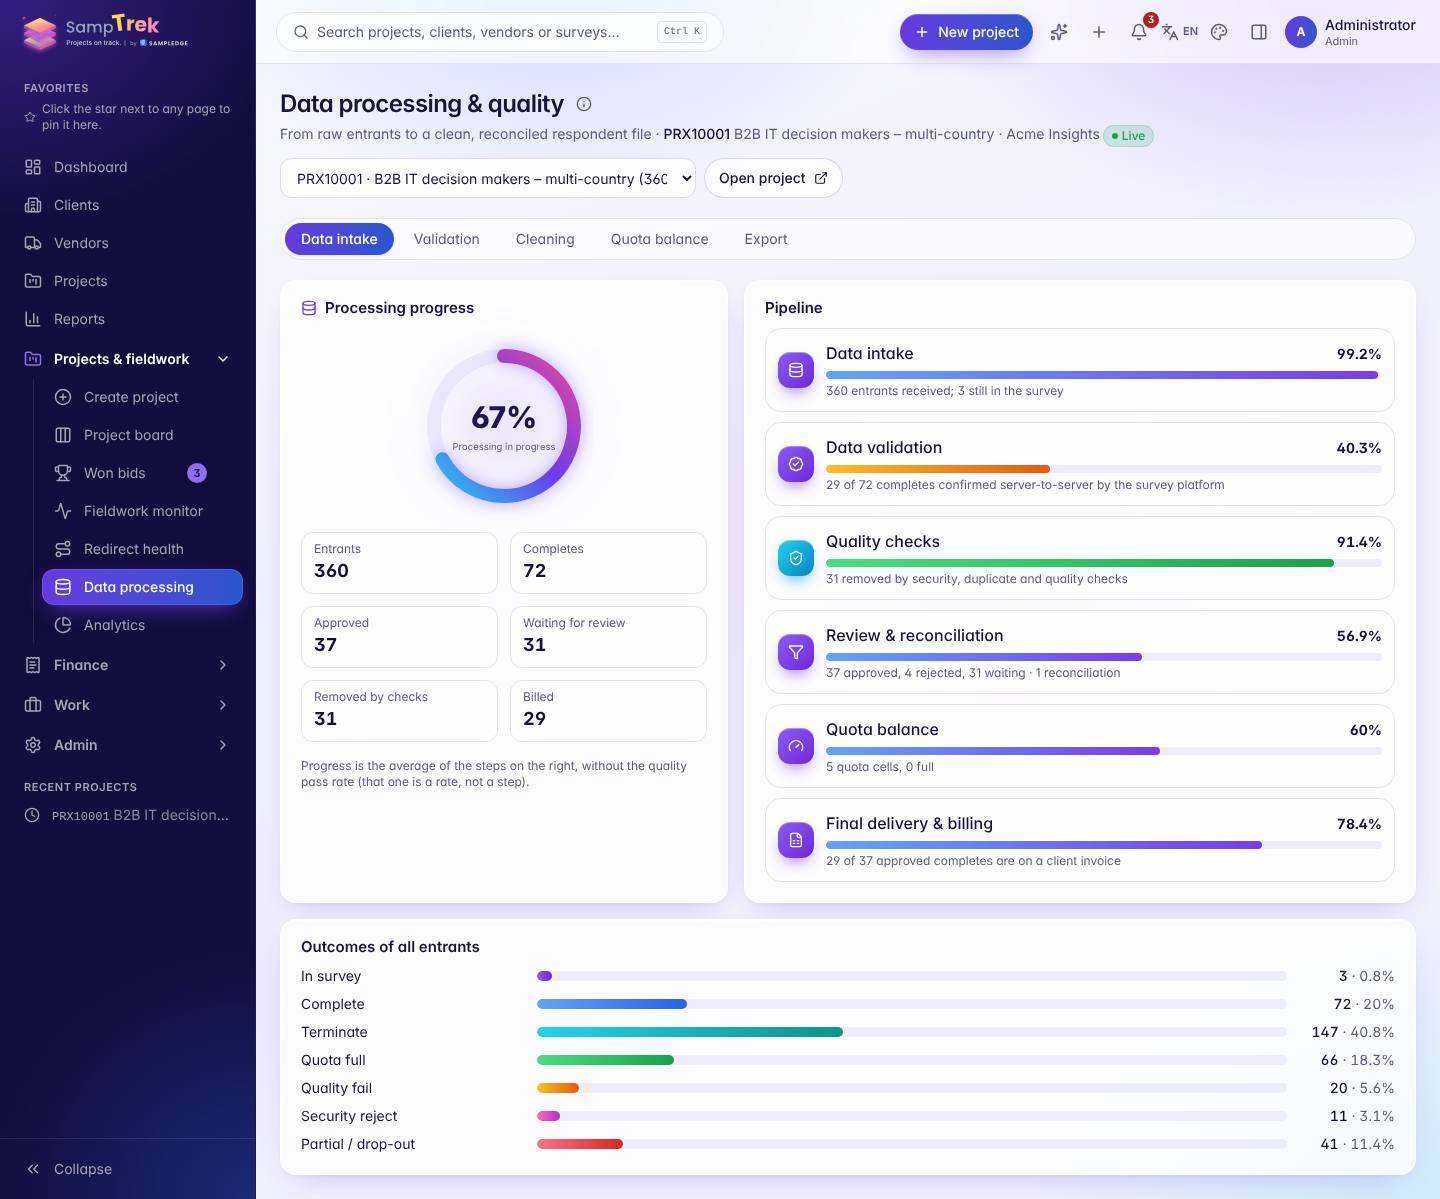 SampTrek
Projects on track. | by SAMPLEDGE
Search projects, clients, vendors or surveys...
Ctrl K
New project
3
EN
A
Administrator
Admin
FAVORITES
Click the star next to any page to
pin it here.
Dashboard
Clients
Vendors
Projects
Reports
Projects & fieldwork
Create project
Project board
Won bids
3
Fieldwork monitor
Redirect health
Data processing
Analytics
Finance
Work
Admin
RECENT PROJECTS
PRX10001 B2B IT decision...
Collapse
Data processing & quality
From raw entrants to a clean, reconciled respondent file · PRX10001 B2B IT decision makers – multi-country · Acme Insights
Live
PRX10001 · B2B IT decision makers – multi-country (360
Open project
Data intake
Validation
Cleaning
Quota balance
Export
Processing progress
67%
Processing in progress
Entrants
360
Completes
72
Approved
37
Waiting for review
31
Removed by checks
31
Billed
29
Progress is the average of the steps on the right, without the quality
pass rate (that one is a rate, not a step).
Pipeline
Data intake
99.2%
360 entrants received; 3 still in the survey
Data validation
40.3%
29 of 72 completes confirmed server-to-server by the survey platform
Quality checks
91.4%
31 removed by security, duplicate and quality checks
Review & reconciliation
56.9%
37 approved, 4 rejected, 31 waiting · 1 reconciliation
Quota balance
60%
5 quota cells, 0 full
Final delivery & billing
78.4%
29 of 37 approved completes are on a client invoice
Outcomes of all entrants
In survey
3 · 0.8%
Complete
72 · 20%
Terminate
147 · 40.8%
Quota full
66 · 18.3%
Quality fail
20 · 5.6%
Security reject
11 · 3.1%
Partial / drop-out
41 · 11.4%